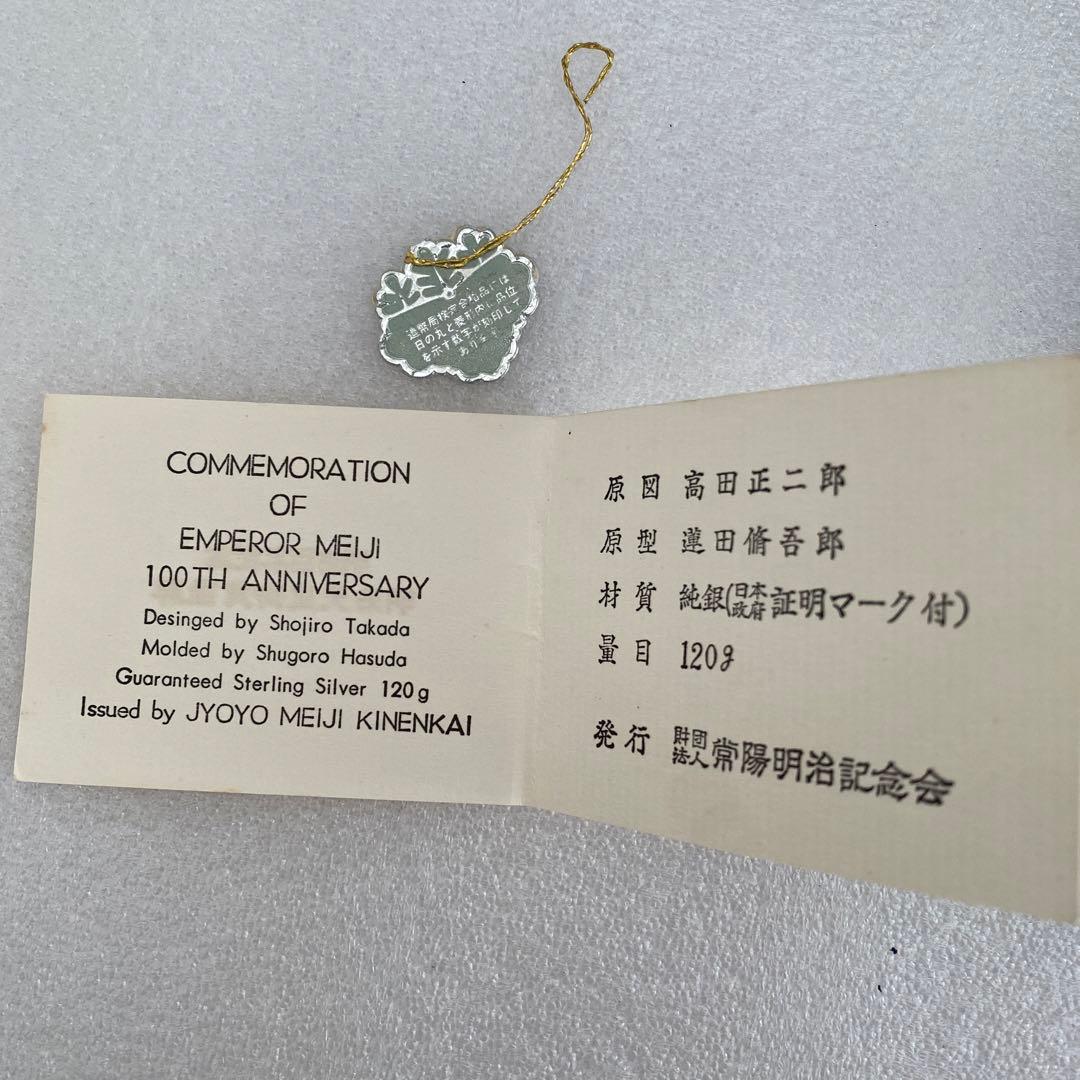 造幣局検定合格品には
日の丸と菱形内に品位
を示す数字が刻印して
あります
COMMEMORATION
OF
EMPEROR MEIJI
100TH ANNIVERSARY
Desinged by Shojiro Takada
Molded by Shugoro Hasuda
Guaranteed Sterling Silver 120g
Issued by JYOYO MEIJI KINENKAI
原図 高田正二郎
原型 蓮田脩吾郎
材質 純銀(日本政府証明マーク付)
量目 120g
発行 財団法人常陽明治記念会